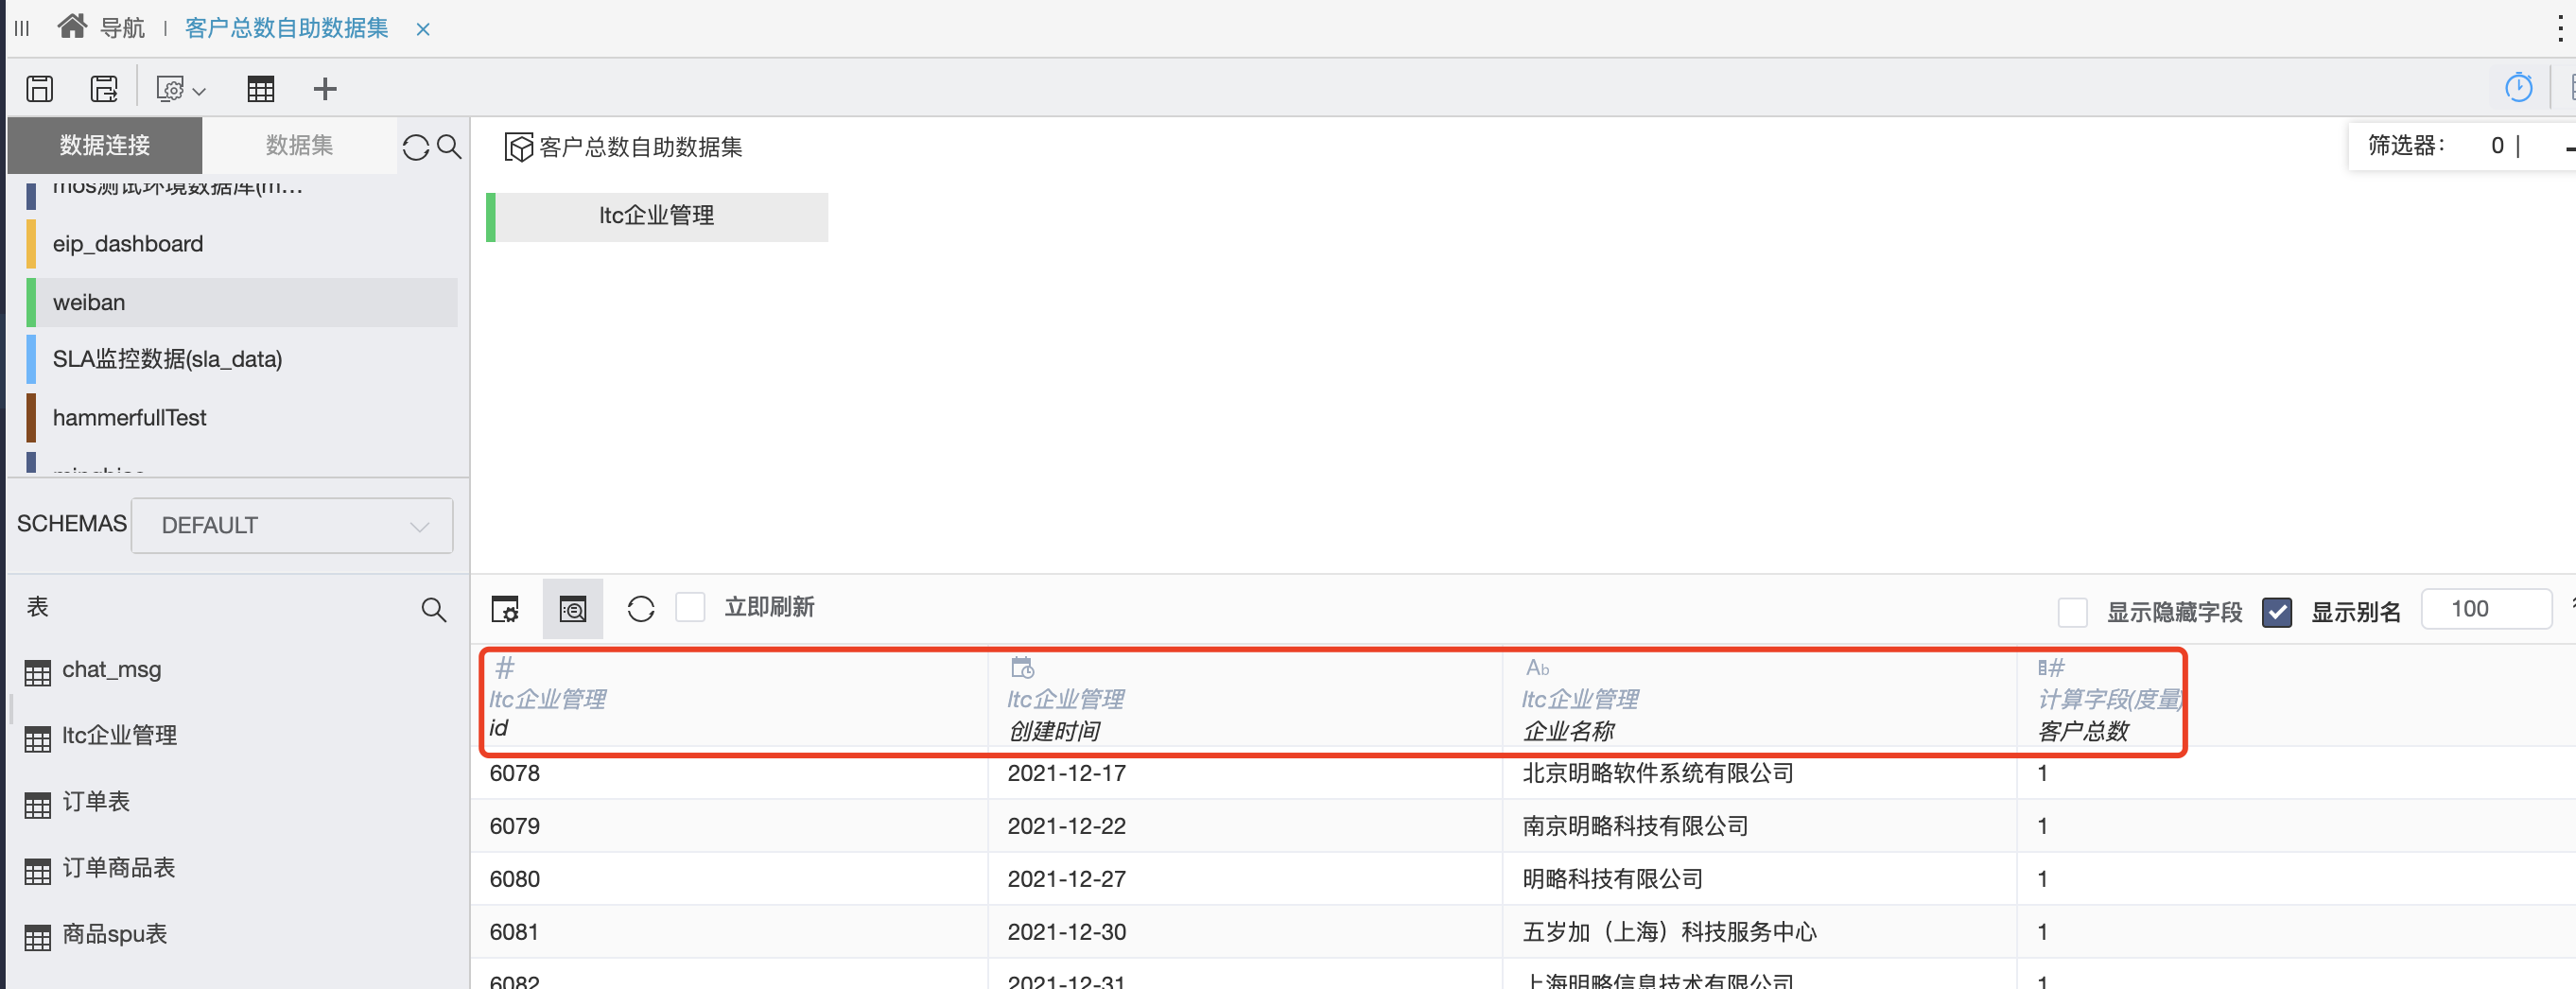 导航 | 客户总数自助数据集 ×
数据连接 数据集
客户总数自助数据集
筛选器: 0 |
mos测试环境数据库(m...
eip_dashboard
weiban
SLA监控数据(sla_data)
hammerfullTest
ltc企业管理
SCHEMAS DEFAULT
表
chat_msg
ltc企业管理
订单表
订单商品表
商品spu表
立即刷新 显示隐藏字段 显示别名 100
# Ab #
ltc企业管理 ltc企业管理 ltc企业管理 计算字段(度量)
id 创建时间 企业名称 客户总数
6078 2021-12-17 北京明略软件系统有限公司 1
6079 2021-12-22 南京明略科技有限公司 1
6080 2021-12-27 明略科技有限公司 1
6081 2021-12-30 五岁加（上海）科技服务中心 1
6082 2021-12-31 上海明略信息技术有限公司 1